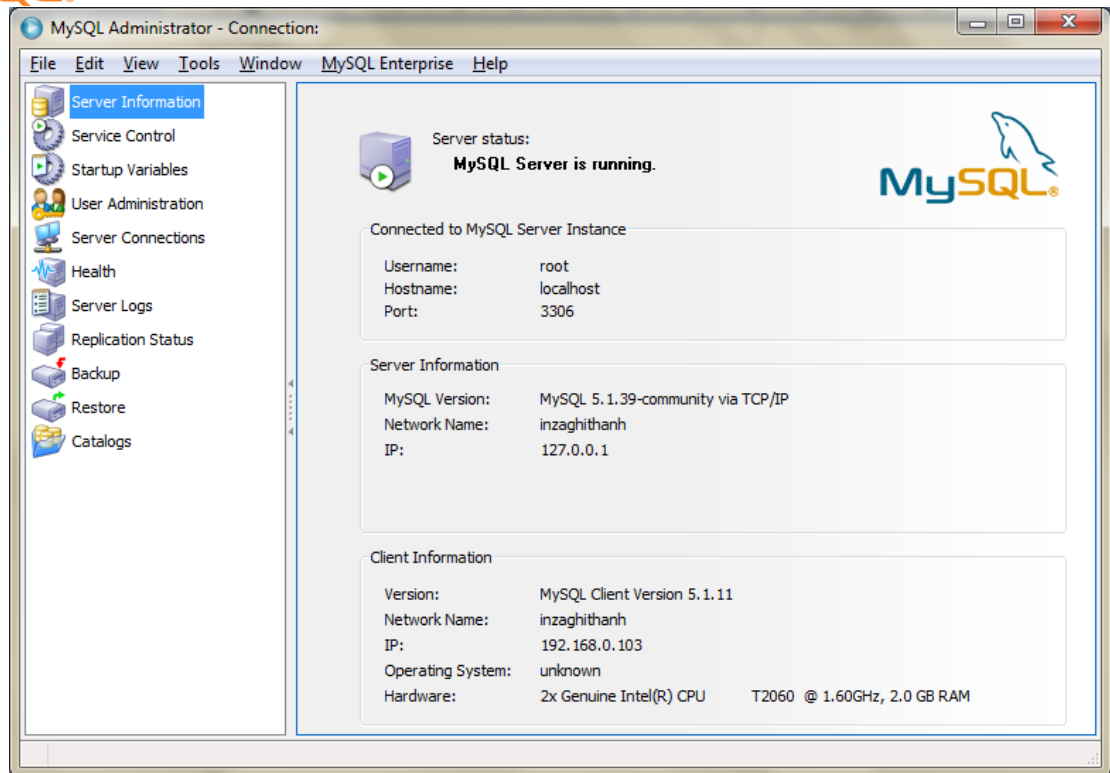 MySQL Administrator - Connection:
File Edit View Tools Window MySQL Enterprise Help
Server Information
Service Control
Startup Variables
User Administration
Server Connections
Health
Server Logs
Replication Status
Backup
Restore
Catalogs
Server status:
MySQL Server is running.
MySQL®
Connected to MySQL Server Instance
Username: root
Hostname: localhost
Port: 3306
Server Information
MySQL Version: MySQL 5.1.39-community via TCP/IP
Network Name: inzaghithanh
IP: 127.0.0.1
Client Information
Version: MySQL Client Version 5.1.11
Network Name: inzaghithanh
IP: 192.168.0.103
Operating System: unknown
Hardware: 2x Genuine Intel(R) CPU T2060 @ 1.60GHz, 2.0 GB RAM